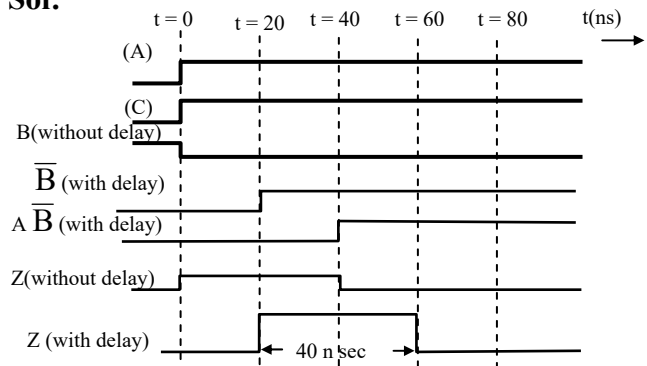 Sol:
t = 0 t = 20 t = 40 t = 60 t = 80 t(ns)
(A)
(C)
B(without delay)
B̅ (with delay)
A B̅ (with delay)
Z(without delay)
Z (with delay)
40 n sec